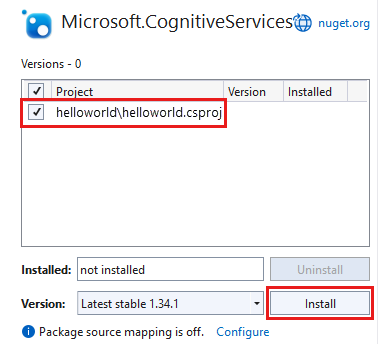 Microsoft.CognitiveServices nuget.org
Versions - 0
Project Version Installed
helloworld\helloworld.csproj
Installed: not installed Uninstall
Version: Latest stable 1.34.1 Install
Package source mapping is off. Configure